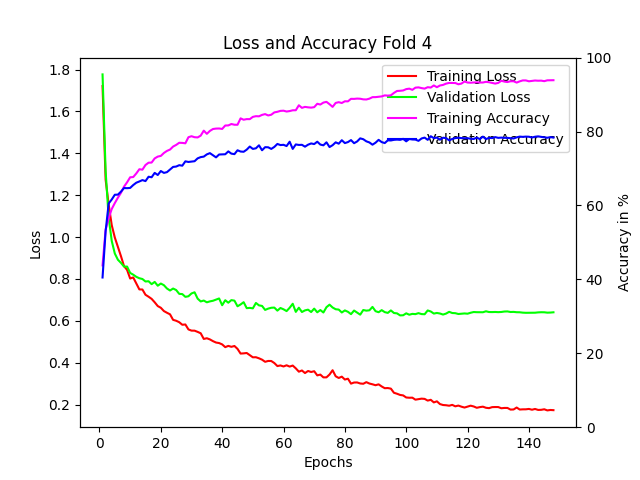 Loss and Accuracy Fold 4
Training Loss
Validation Loss
Training Accuracy
Validation Accuracy
Loss
1.8
1.6
1.4
1.2
1.0
0.8
0.6
0.4
0.2
100
80
60
40
20
0
Accuracy in %
0 20 40 60 80 100 120 140
Epochs